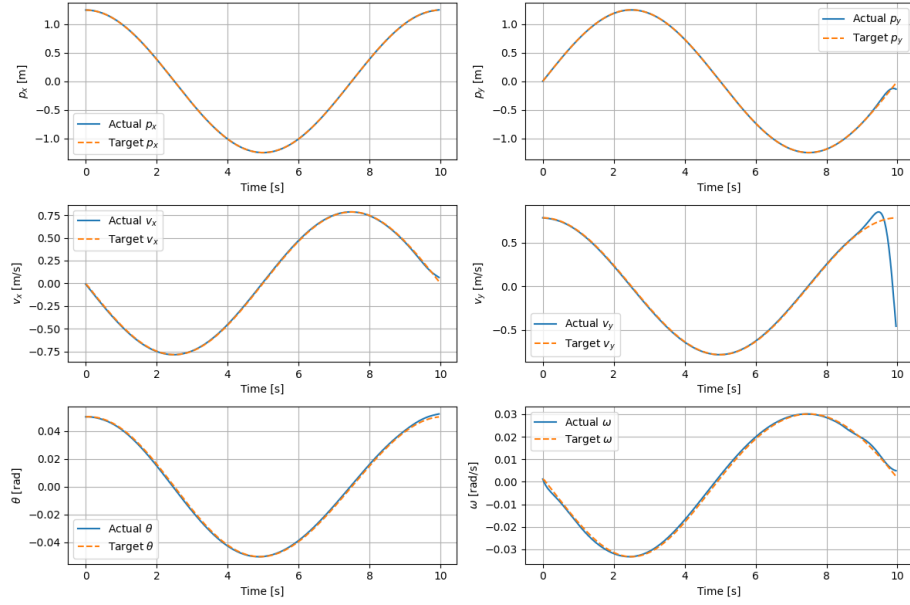 p_x [m]
1.0
0.5
0.0
−0.5
−1.0
Actual p_x
Target p_x
0 2 4 6 8 10
Time [s]
p_y [m]
1.0
0.5
0.0
−0.5
−1.0
Actual p_y
Target p_y
0 2 4 6 8 10
Time [s]
v_x [m/s]
0.75
0.50
0.25
0.00
−0.25
−0.50
−0.75
Actual v_x
Target v_x
0 2 4 6 8 10
Time [s]
v_y [m/s]
0.5
0.0
−0.5
Actual v_y
Target v_y
0 2 4 6 8 10
Time [s]
θ [rad]
0.04
0.02
0.00
−0.02
−0.04
Actual θ
Target θ
0 2 4 6 8 10
Time [s]
ω [rad/s]
0.03
0.02
0.01
0.00
−0.01
−0.02
−0.03
Actual ω
Target ω
0 2 4 6 8 10
Time [s]